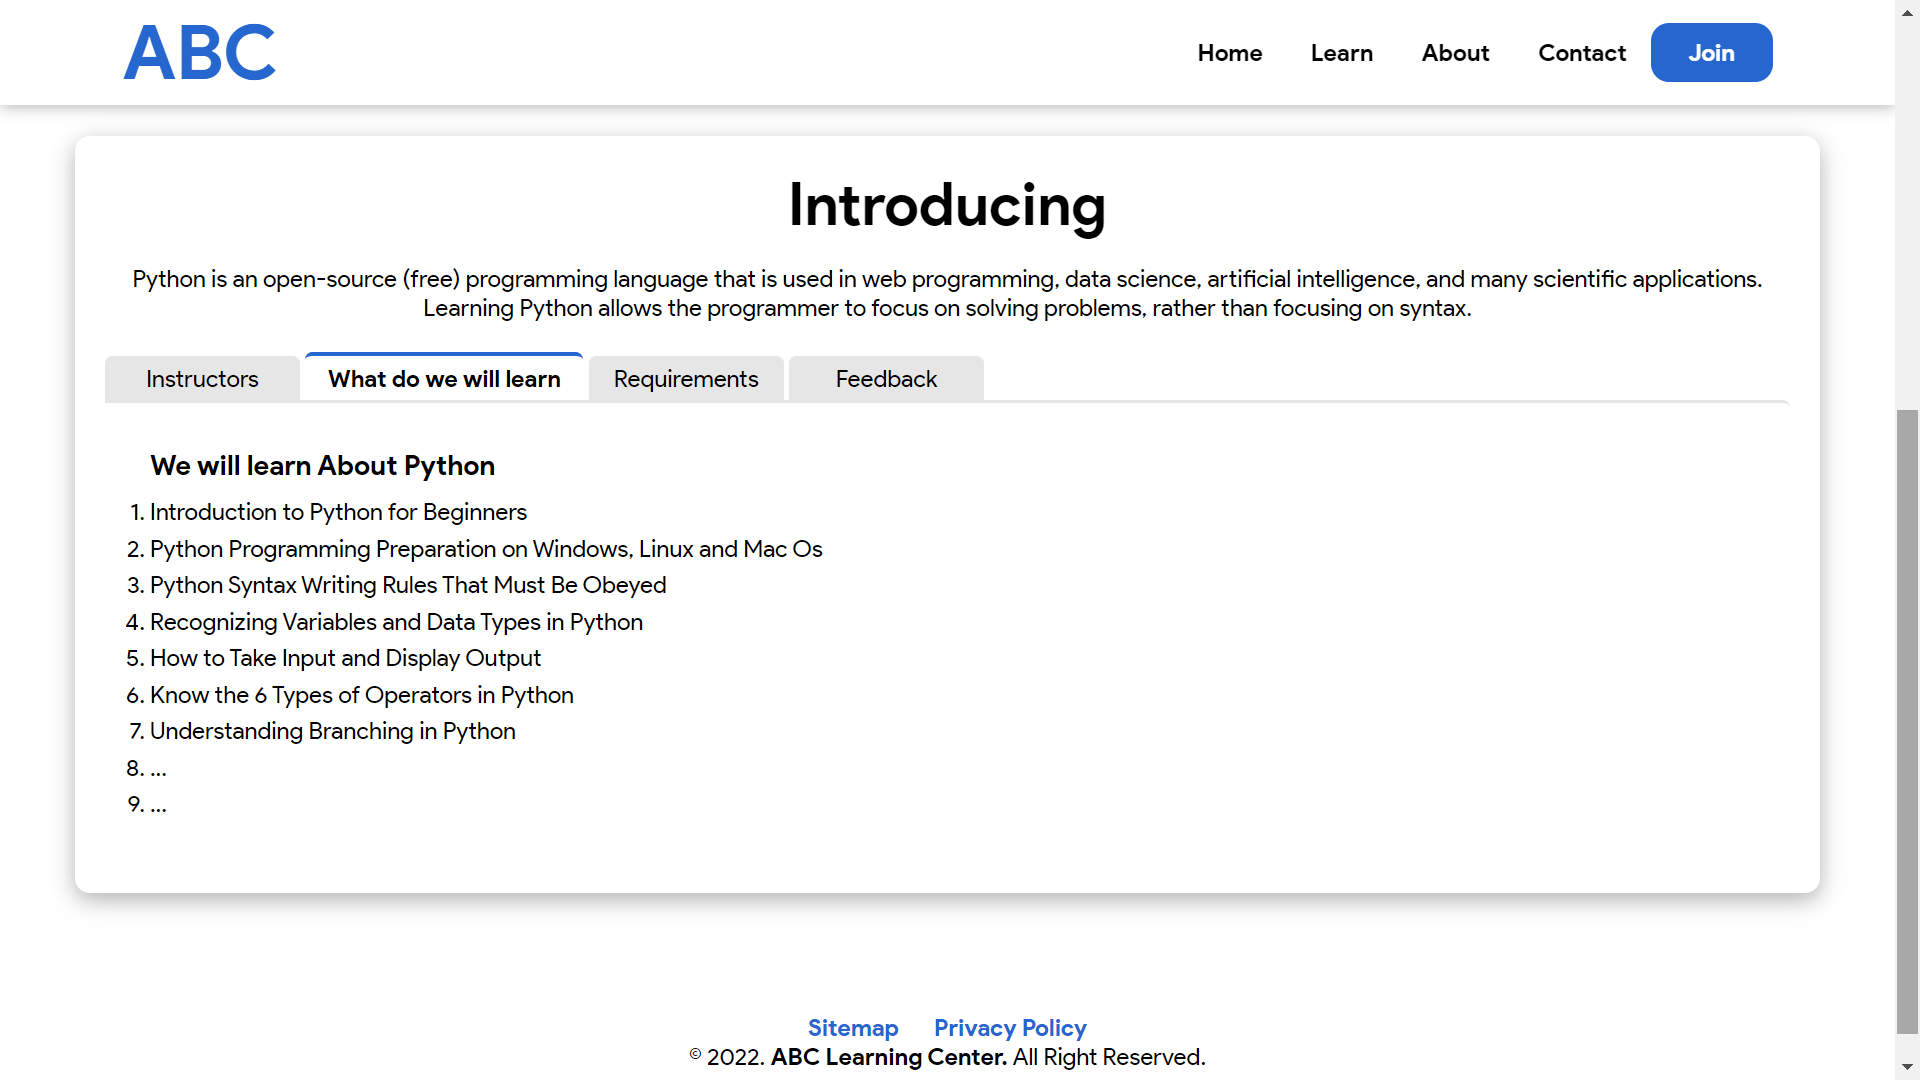 ABC
Home Learn About Contact Join
Introducing
Python is an open-source (free) programming language that is used in web programming, data science, artificial intelligence, and many scientific applications.
Learning Python allows the programmer to focus on solving problems, rather than focusing on syntax.
Instructors What do we will learn Requirements Feedback
We will learn About Python
1. Introduction to Python for Beginners
2. Python Programming Preparation on Windows, Linux and Mac Os
3. Python Syntax Writing Rules That Must Be Obeyed
4. Recognizing Variables and Data Types in Python
5. How to Take Input and Display Output
6. Know the 6 Types of Operators in Python
7. Understanding Branching in Python
8. ...
9. ...
Sitemap Privacy Policy
© 2022. ABC Learning Center. All Right Reserved.